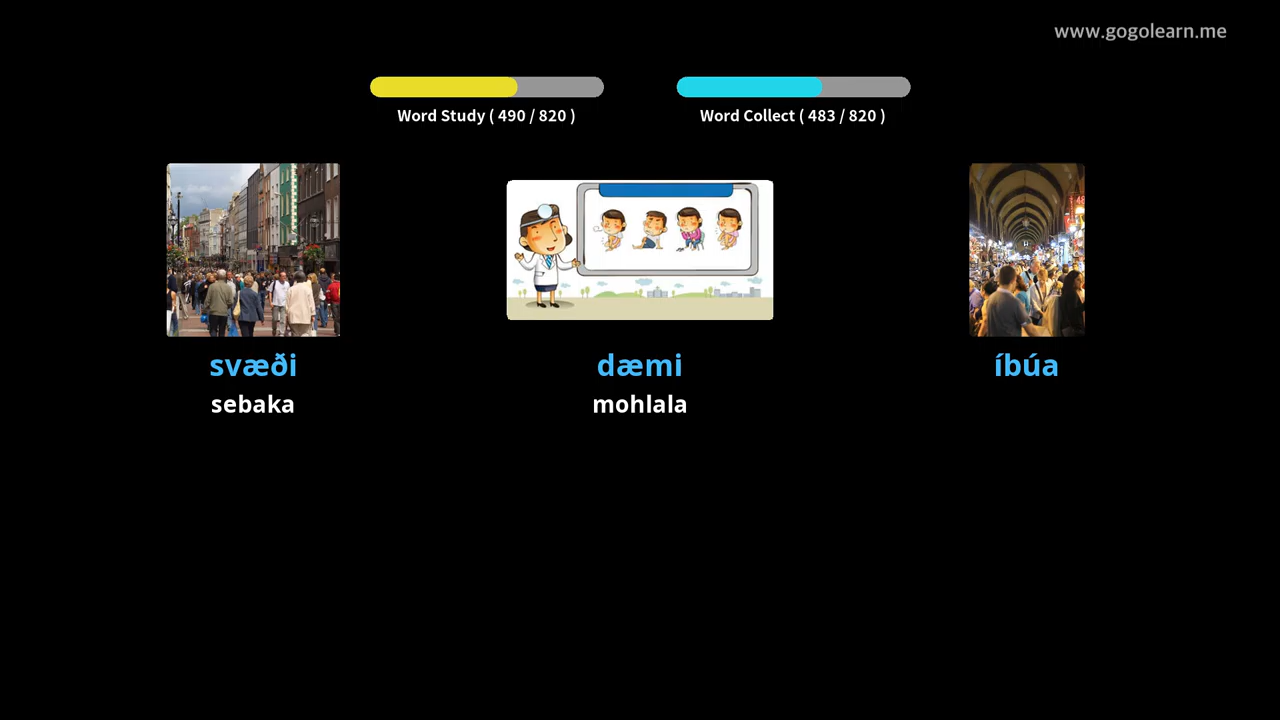 www.gogolearn.me
Word Study ( 490 / 820 )
Word Collect ( 483 / 820 )
svæði
dæmi
íbúa
sebaka
mohlala